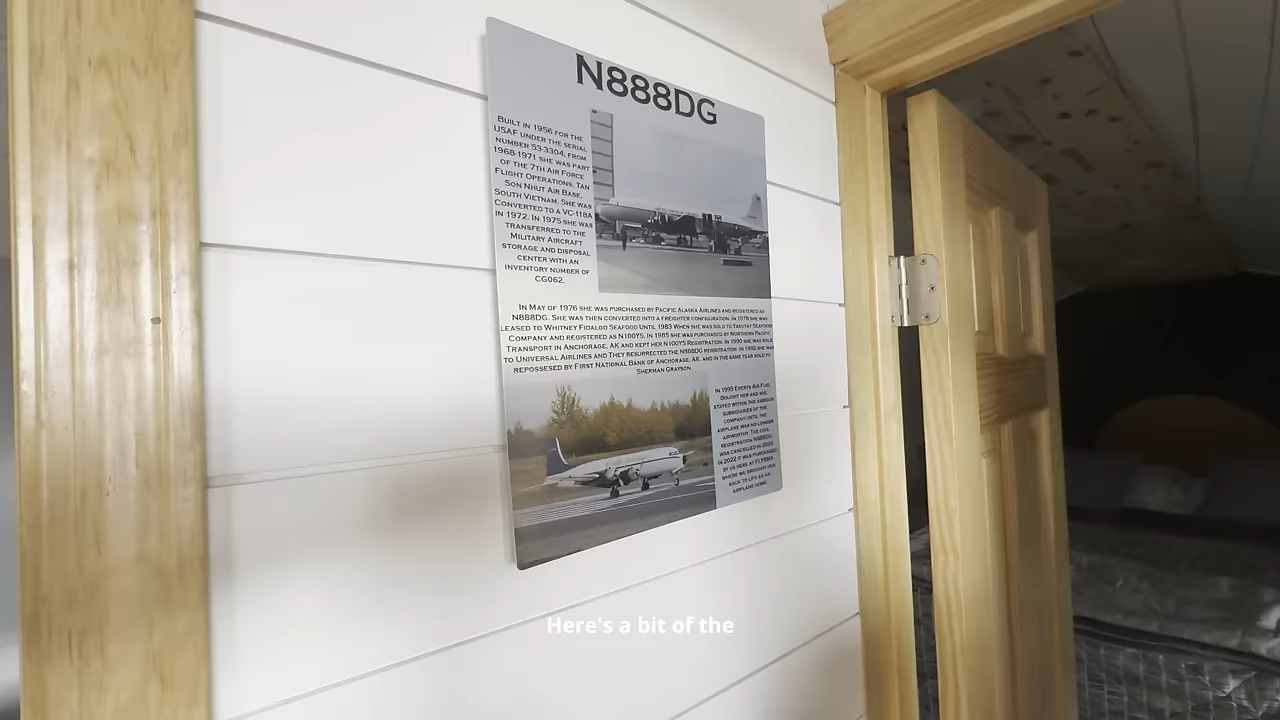 N888DG
BUILT IN 1956 FOR THE
USAF UNDER THE SERIAL
NUMBER 53-3304, FROM
1968-1971 SHE WAS PART
OF THE 7TH AIR FORCE
FLIGHT OPERATIONS, TAN
SON NHUT AIR BASE,
SOUTH VIETNAM. SHE WAS
CONVERTED TO A VC-118A
IN 1972. IN 1975 SHE WAS
TRANSFERRED TO THE
MILITARY AIRCRAFT
STORAGE AND DISPOSAL
CENTER WITH AN
INVENTORY NUMBER OF
CG062.
IN MAY OF 1976 SHE WAS PURCHASED BY PACIFIC ALASKA AIRLINES AND REGISTERED AS
N888DG. SHE WAS THEN CONVERTED INTO A FREIGHTER CONFIGURATION. IN 1978 SHE WAS
LEASED TO WHITNEY FIDALGO SEAFOOD UNTIL 1983 WHEN SHE WAS SOLD TO YAKUTAT SEAFOODS
COMPANY AND REGISTERED AS N100YS. IN 1985 SHE WAS PURCHASED BY NORTHERN PACIFIC
TRANSPORT IN ANCHORAGE, AK AND KEPT HER N100YS REGISTRATION. IN 1990 SHE WAS SOLD
TO UNIVERSAL AIRLINES AND THEY RESURRECTED THE N888DG REGISTRATION. IN 1992 SHE WAS
REPOSSESED BY FIRST NATIONAL BANK OF ANCHORAGE, AK. AND IN THE SAME YEAR SOLD TO
SHERMAN GRAYSON.
IN 1995 EVERTS AIR FUEL
BOUGHT HER AND SHE
STAYED WITHIN THE VARIOUS
SUBSIDIARIES OF THE
COMPANY UNTIL THE
AIRPLANE WAS NO LONGER
AIRWORTHY. THE CIVIL
REGISTRATION N888DG
WAS CANCELLED IN 2020.
IN 2022 IT WAS PURCHASED
BY US HERE AT FLY8MA
WHERE WE BROUGHT HER
BACK TO LIFE AS AN
AIRPLANE HOME.
Here's a bit of the